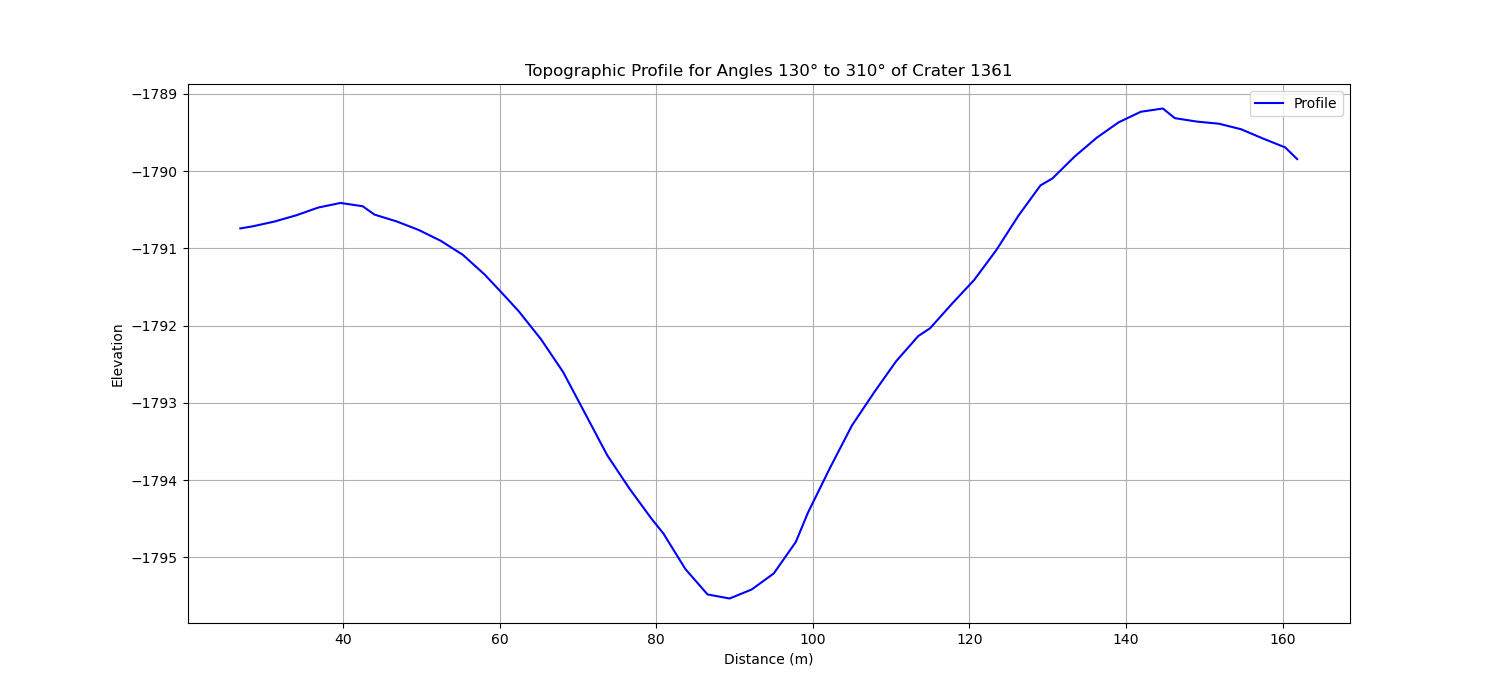 Topographic Profile for Angles 130° to 310° of Crater 1361
Profile
−1789
−1790
−1791
−1792
−1793
−1794
−1795
Elevation
40 60 80 100 120 140 160
Distance (m)